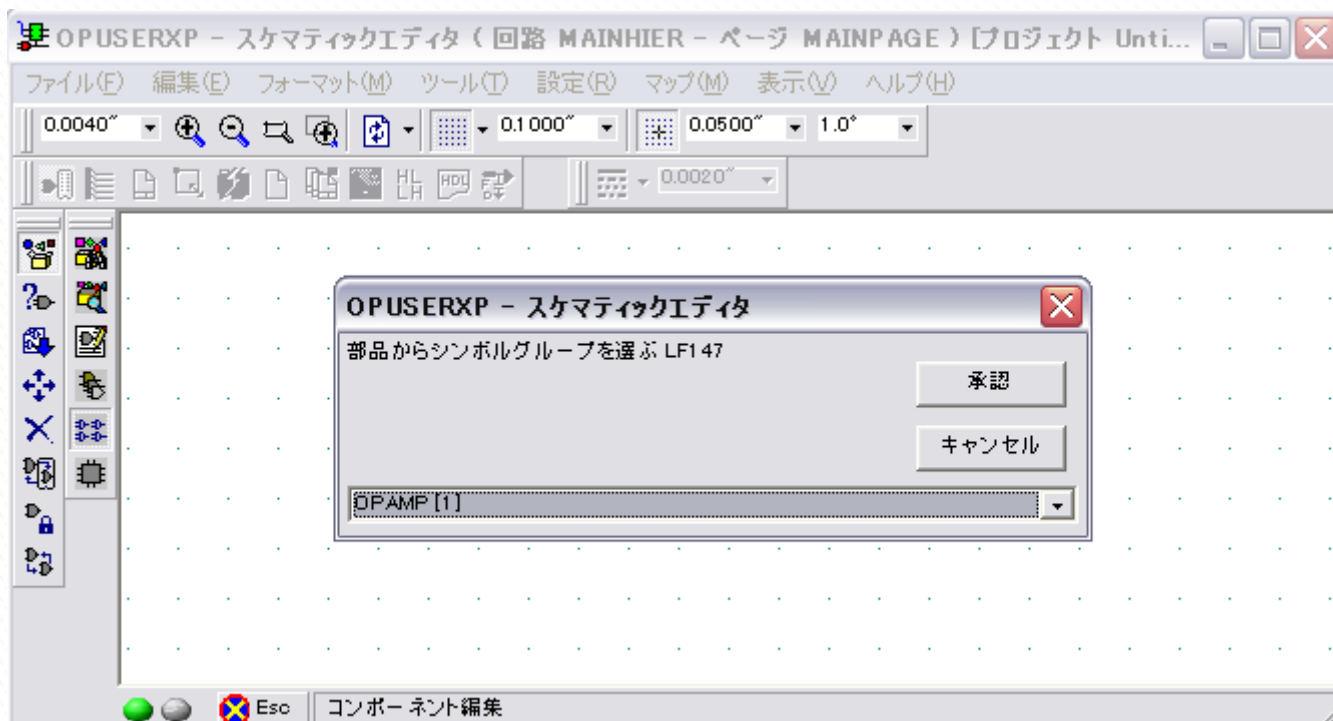 OPUSERXP - スケマティックエディタ ( 回路 MAINHIER - ページ MAINPAGE ) [プロジェクト Unti...
ファイル(F) 編集(E) フォーマット(M) ツール(T) 設定(R) マップ(M) 表示(V) ヘルプ(H)
0.0040" 0.1000" 0.0500" 1.0°
HL LH HDL 0.0020"
OPUSERXP - スケマティックエディタ
部品からシンボルグループを選ぶ LF147
承認
キャンセル
OPAMP [1]
Esc コンポーネント編集